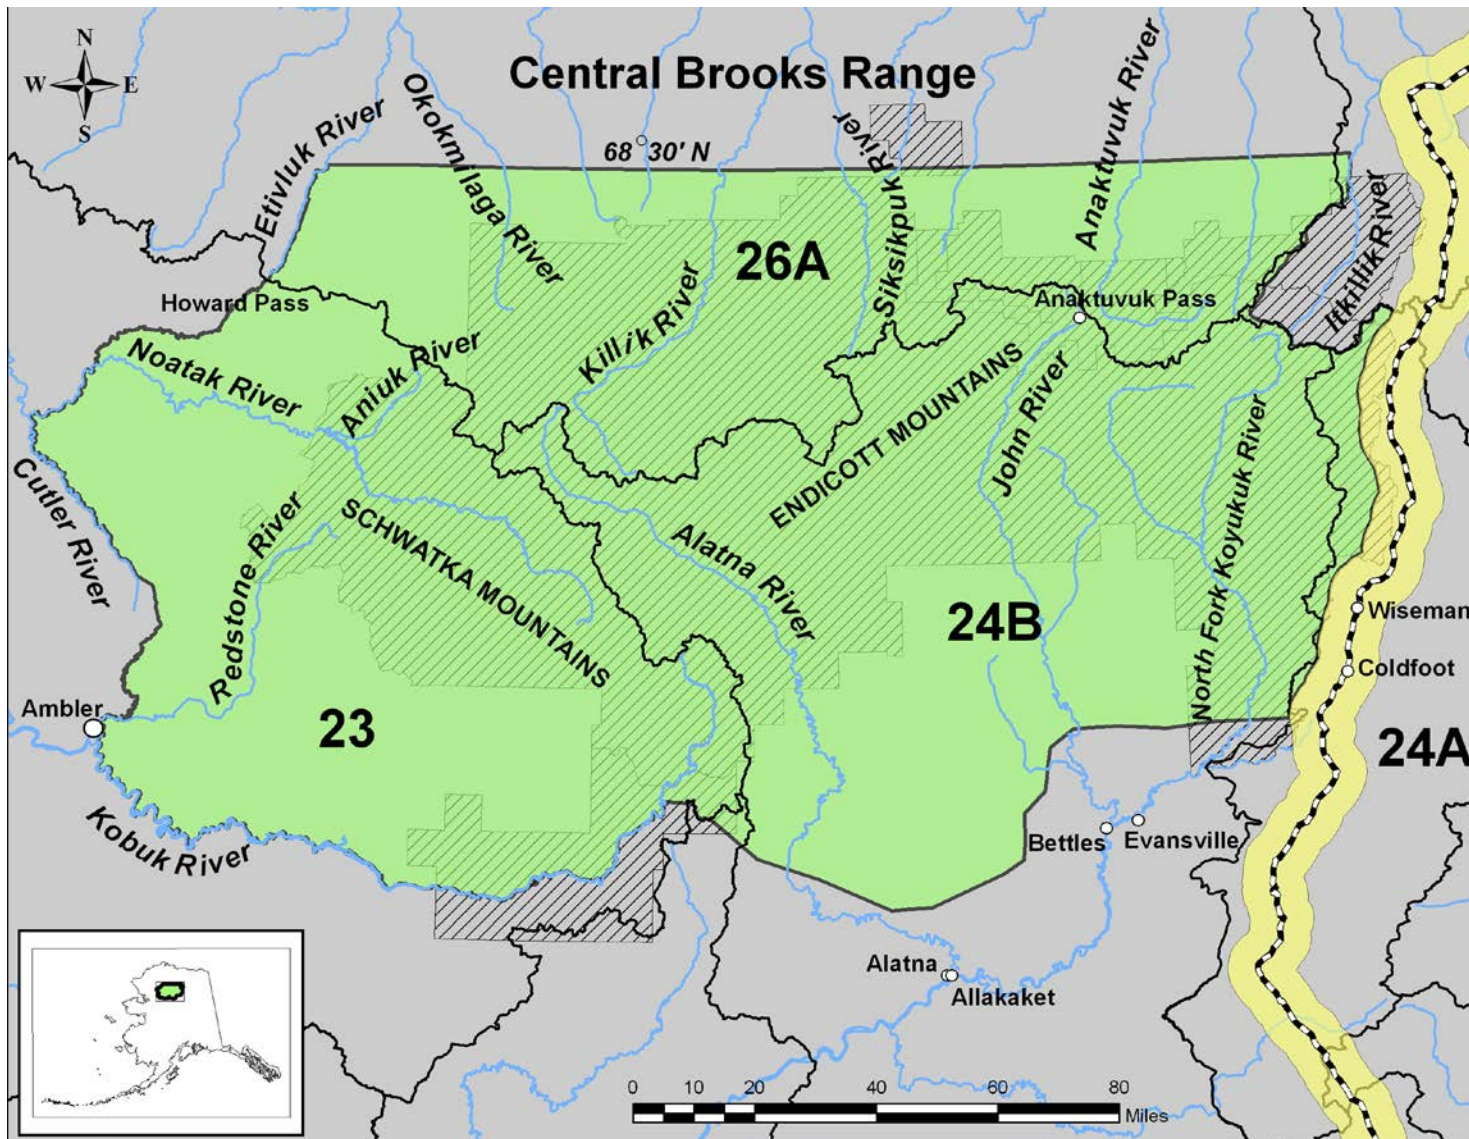 Central Brooks Range
N
W
E
S
68° 30' N
Etivluk River
Okokmilaga River
Killik River
Siksikpuk River
Anaktuvuk River
Itkillik River
26A
Howard Pass
Anaktuvuk Pass
Noatak River
Aniuk River
ENDICOTT MOUNTAINS
John River
North Fork Koyukuk River
Cutler River
Redstone River
SCHWATKA MOUNTAINS
Alatna River
24B
Wiseman
Coldfoot
Ambler
23
24A
Kobuk River
Bettles
Evansville
Alatna
Allakaket
0 10 20 40 60 80
Miles